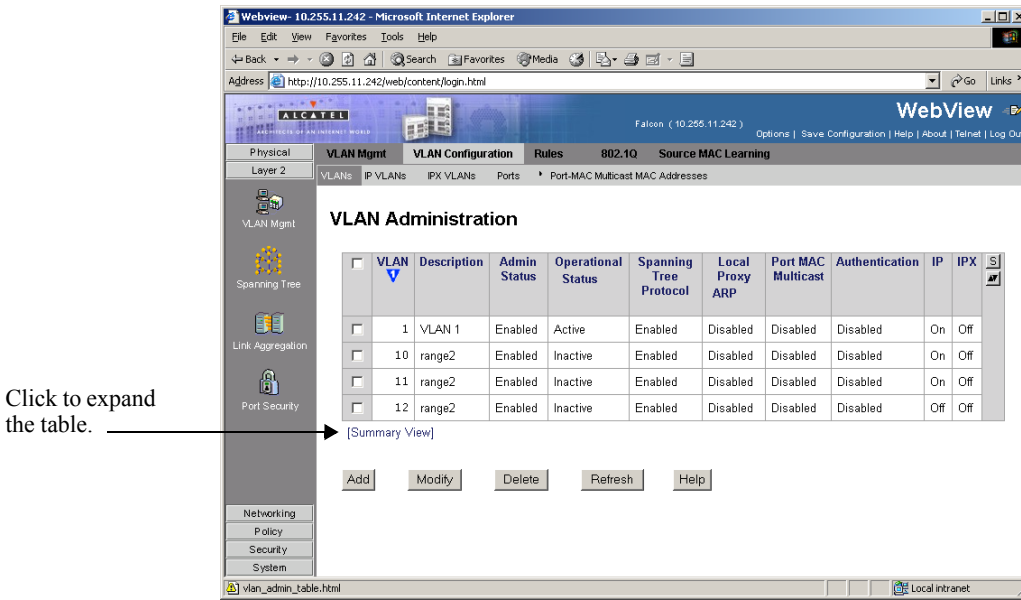 Webview- 10.255.11.242 - Microsoft Internet Explorer
File Edit View Favorites Tools Help
Back Search Favorites Media
Address http://10.255.11.242/web/content/login.html Go Links
ALCATEL
ARCHITECTS OF AN INTERNET WORLD
WebView
Falcon ( 10.255.11.242 )
Options | Save Configuration | Help | About | Telnet | Log Ou
Physical
Layer 2
VLAN Mgmt VLAN Configuration Rules 802.1Q Source MAC Learning
VLANs IP VLANs IPX VLANs Ports Port-MAC Multicast MAC Addresses
VLAN Mgmt
Spanning Tree
Link Aggregation
Port Security
VLAN Administration
VLAN 1 Description Admin Status Operational Status Spanning Tree Protocol Local Proxy ARP Port MAC Multicast Authentication IP IPX S
1 VLAN 1 Enabled Active Enabled Disabled Disabled Disabled On Off
10 range2 Enabled Inactive Enabled Disabled Disabled Disabled On Off
11 range2 Enabled Inactive Enabled Disabled Disabled Disabled On Off
12 range2 Enabled Inactive Enabled Disabled Disabled Disabled Off Off
Click to expand
the table.
[Summary View]
Add Modify Delete Refresh Help
Networking
Policy
Security
System
vlan_admin_table.html Local intranet